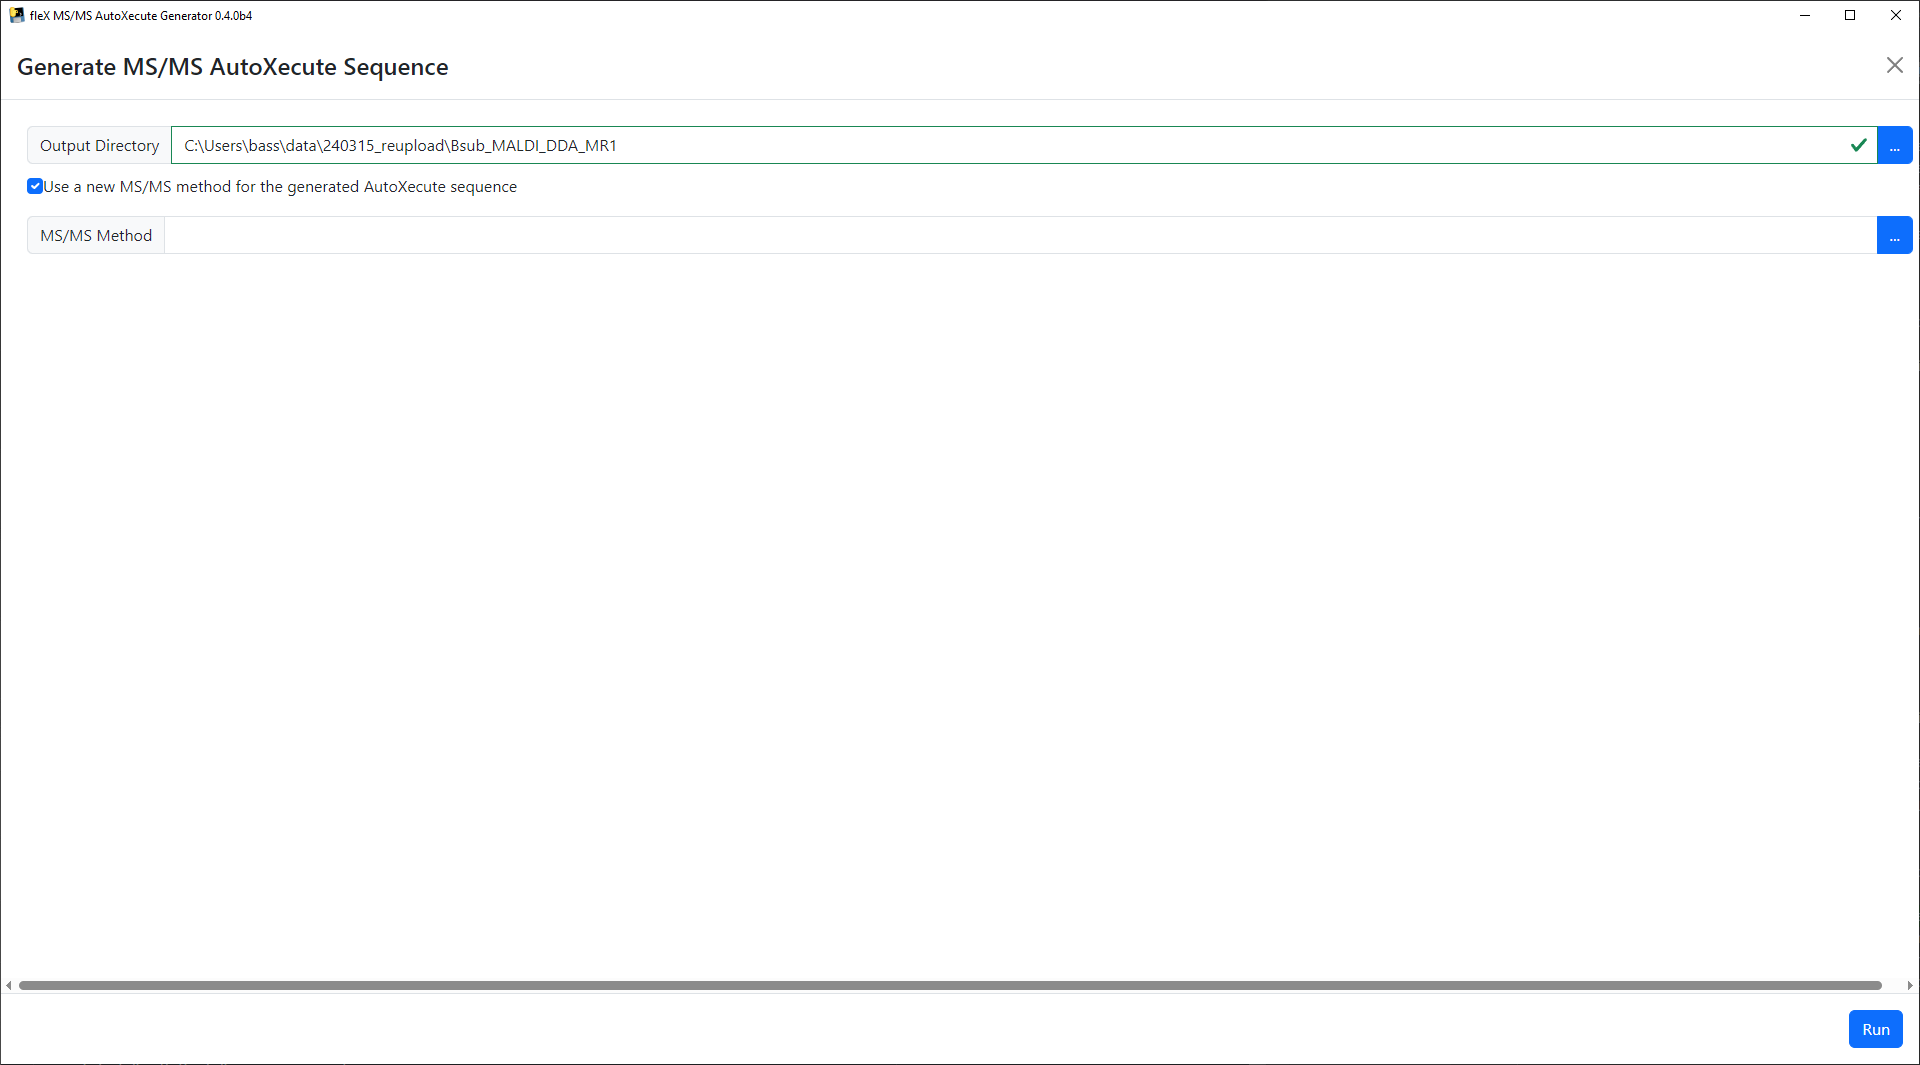 fleX MS/MS AutoXecute Generator 0.4.0b4
Generate MS/MS AutoXecute Sequence
Output Directory C:\Users\bass\data\240315_reupload\Bsub_MALDI_DDA_MR1 ...
Use a new MS/MS method for the generated AutoXecute sequence
MS/MS Method ...
Run